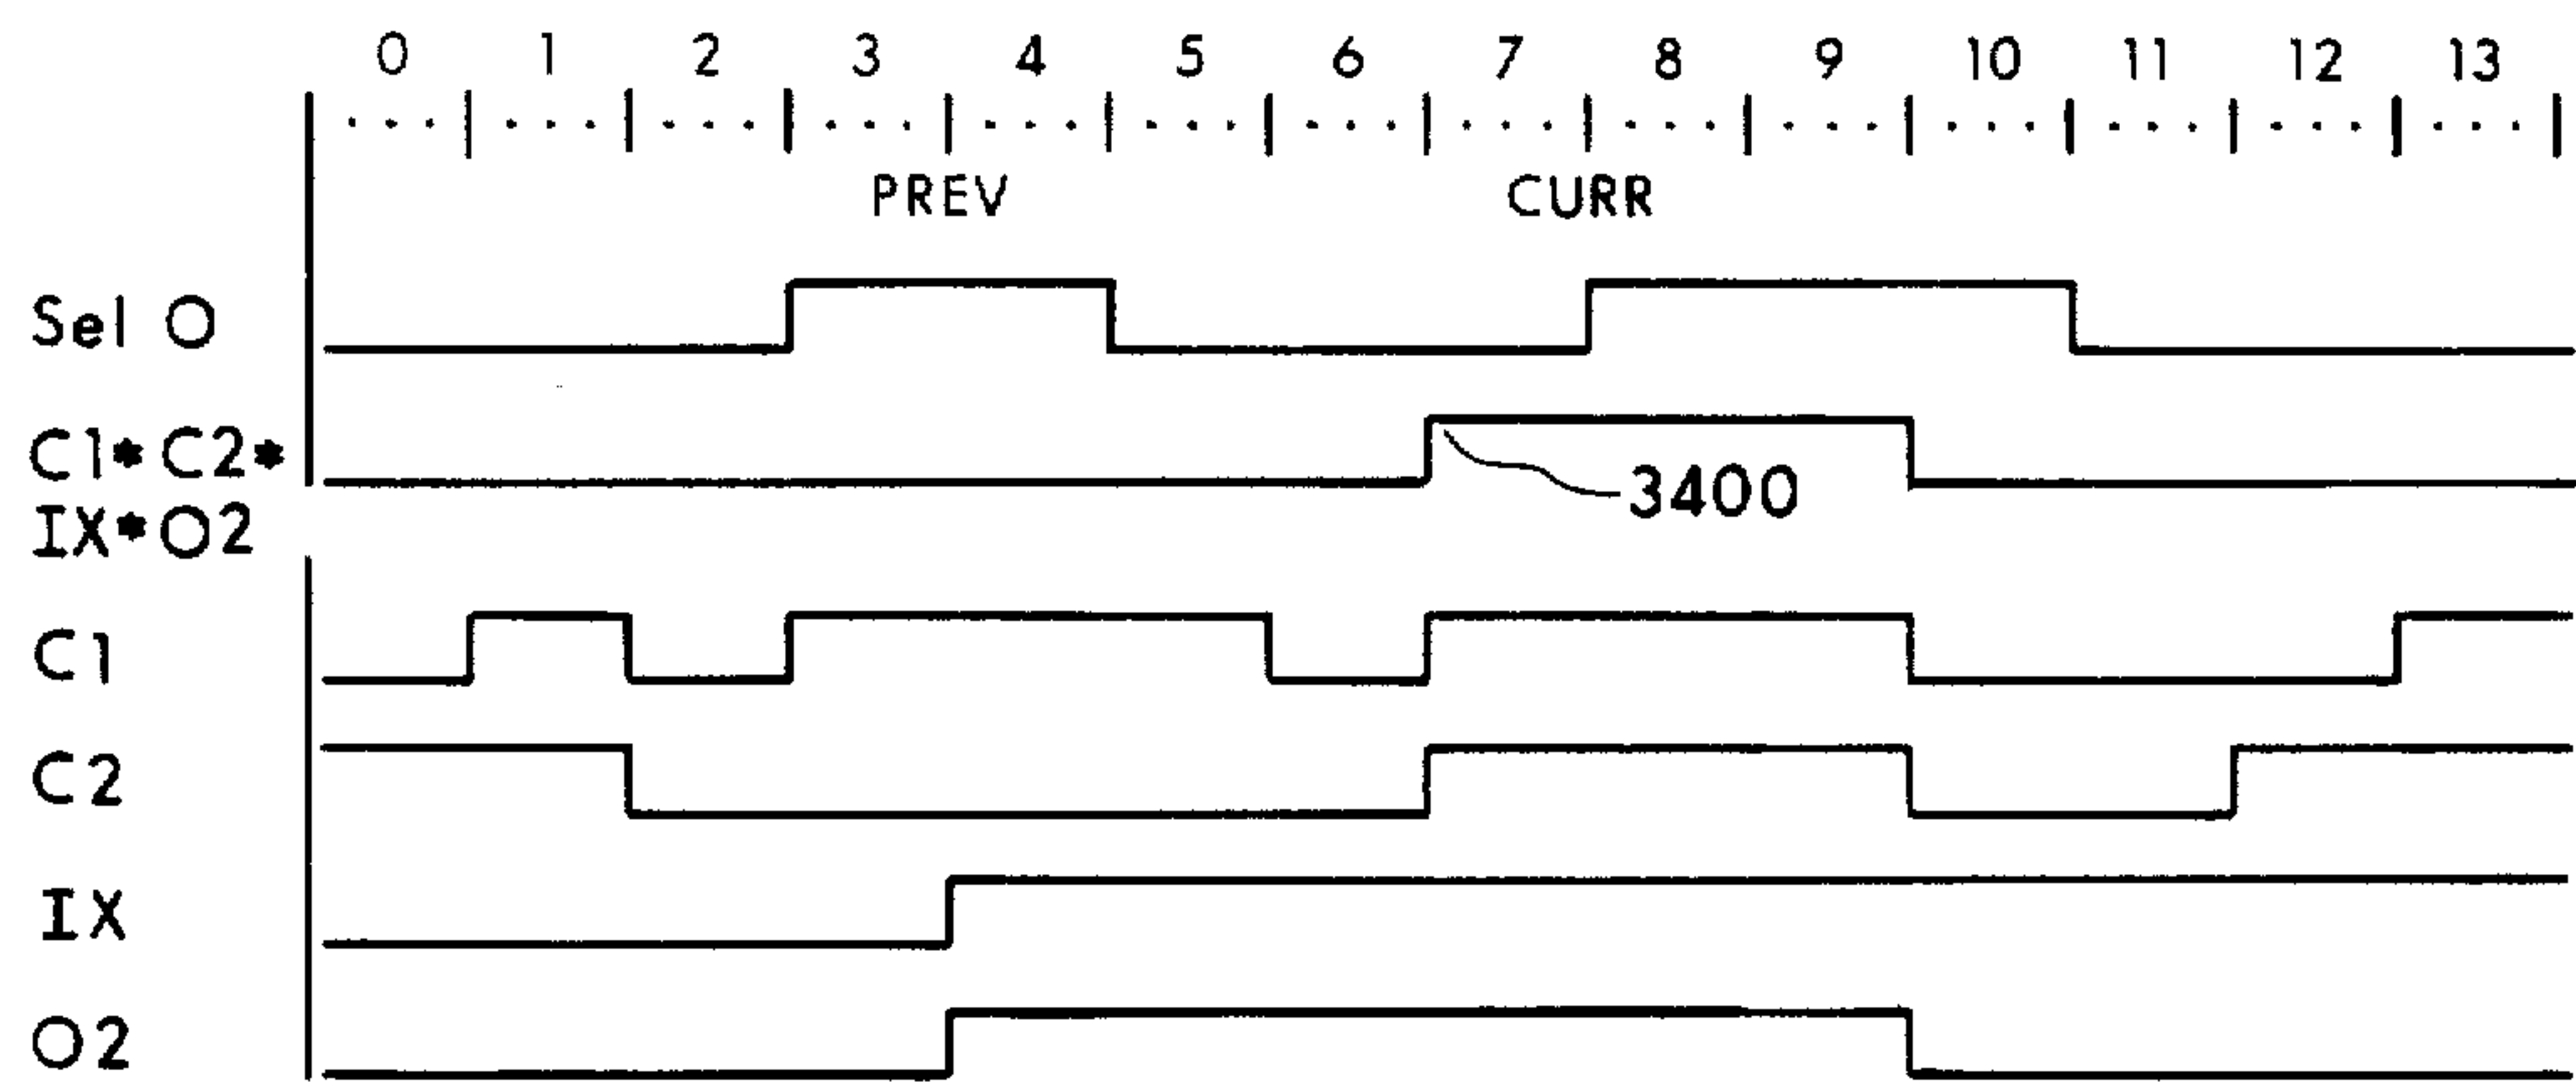 0 1 2 3 4 5 6 7 8 9 10 11 12 13
PREV CURR
Sel O
C1*C2*
IX*O2
3400
C1
C2
IX
O2